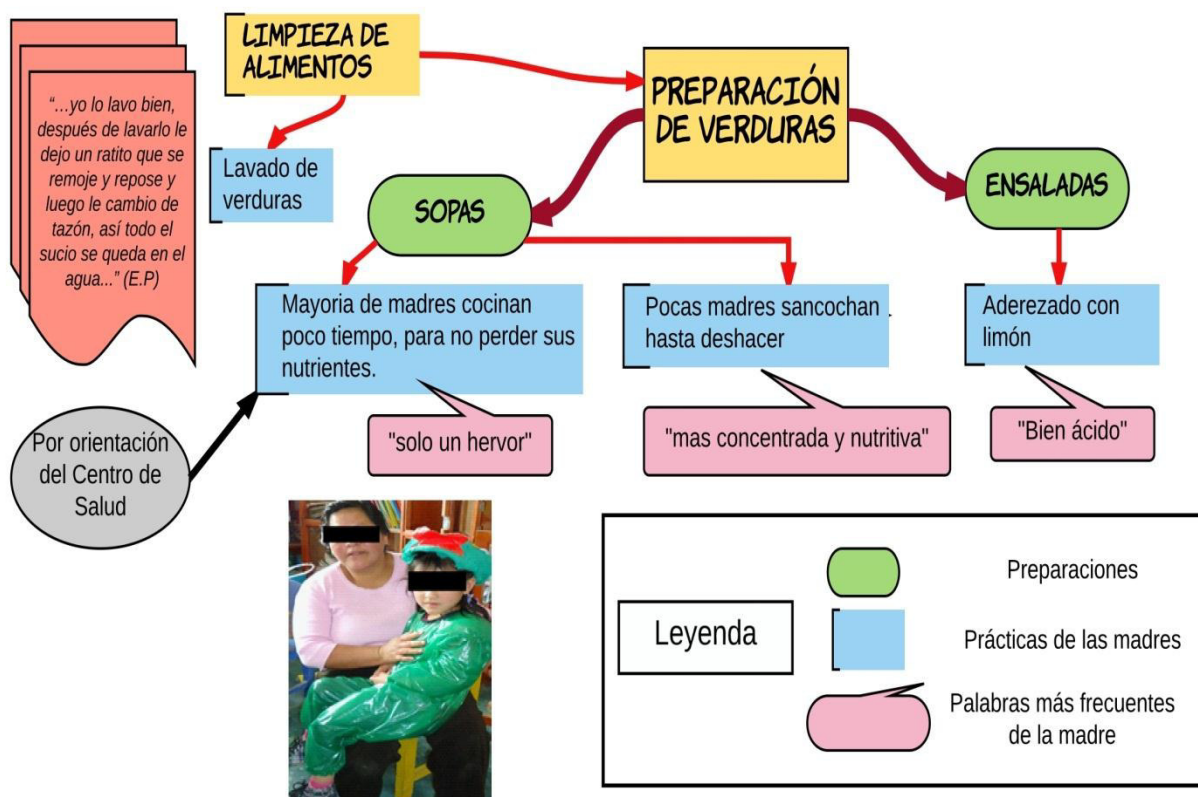 LIMPIEZA DE
ALIMENTOS
PREPARACIÓN
DE VERDURAS
"…yo lo lavo bien,
después de lavarlo le
dejo un ratito que se
remoje y repose y
luego le cambio de
tazón, así todo el
sucio se queda en el
agua..." (E.P)
Lavado de
verduras
SOPAS
ENSALADAS
Mayoria de madres cocinan
poco tiempo, para no perder sus
nutrientes.
Pocas madres sancochan .
hasta deshacer
Aderezado con
limón
"solo un hervor"
"mas concentrada y nutritiva"
"Bien ácido"
Por orientación
del Centro de
Salud
Leyenda
Preparaciones
Prácticas de las madres
Palabras más frecuentes
de la madre